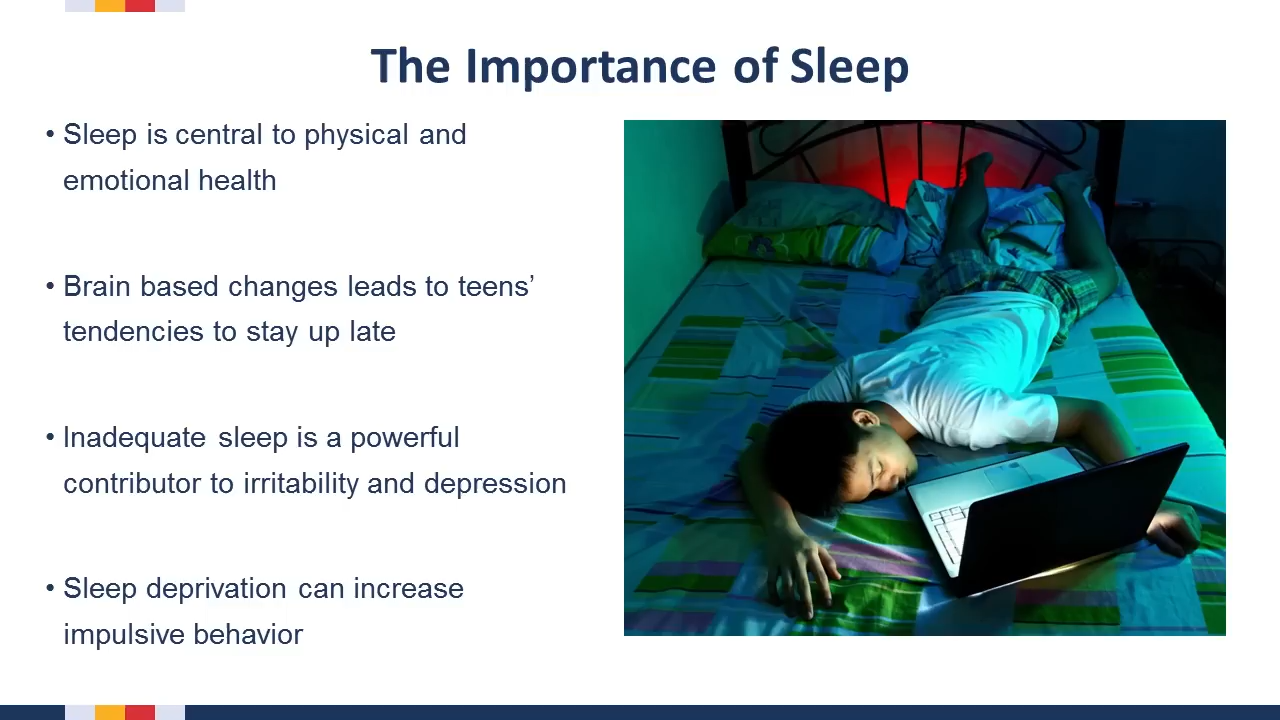 The Importance of Sleep
• Sleep is central to physical and
emotional health
• Brain based changes leads to teens’
tendencies to stay up late
• Inadequate sleep is a powerful
contributor to irritability and depression
• Sleep deprivation can increase
impulsive behavior